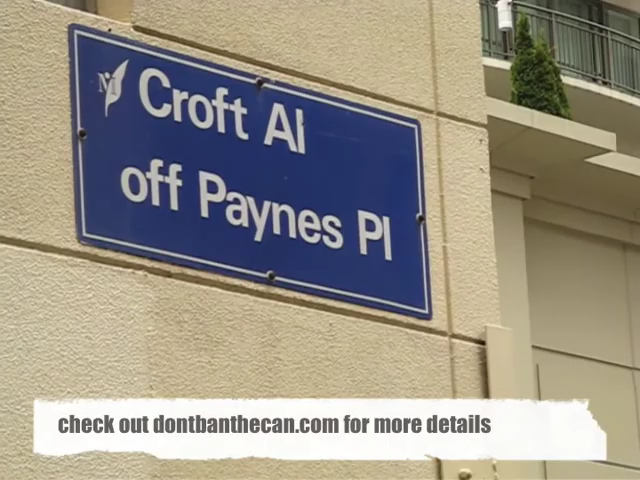 M
Croft Al
off Paynes Pl
check out dontbanthecan.com for more details